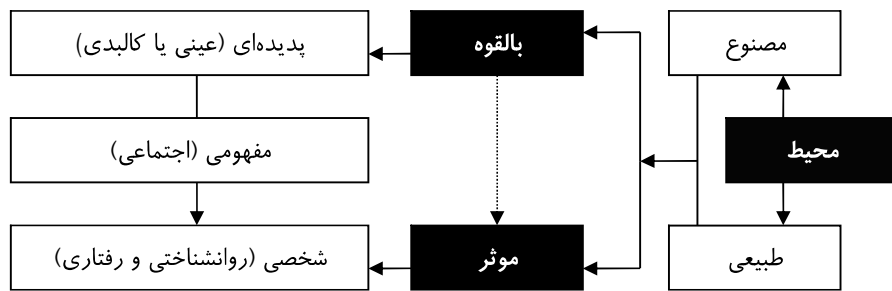 مصنوع
بالقوه
پدیده‌ای (عینی یا کالبدی)
محیط
مفهومی (اجتماعی)
طبیعی
موثر
شخصی (روانشناختی و رفتاری)